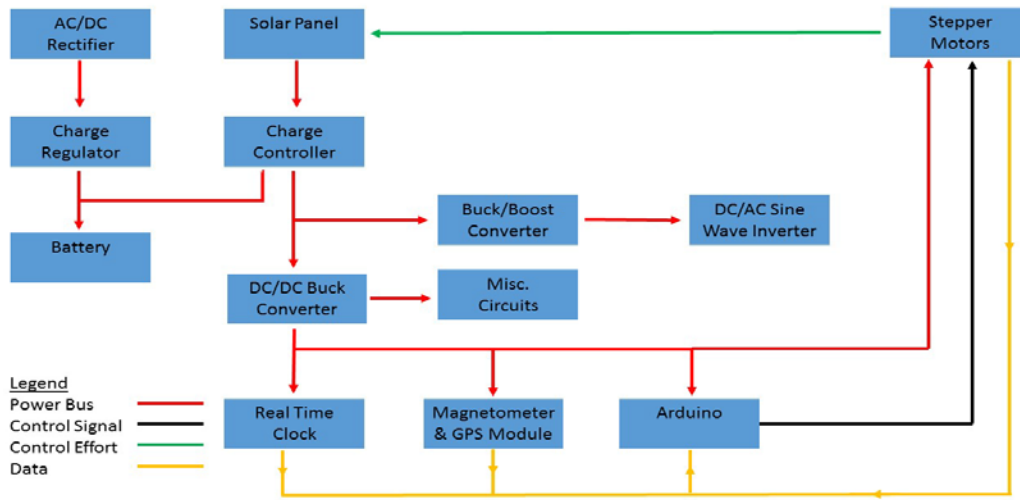 AC/DC
Rectifier
Solar Panel
Stepper
Motors
Charge
Regulator
Charge
Controller
Battery
Buck/Boost
Converter
DC/AC Sine
Wave Inverter
DC/DC Buck
Converter
Misc.
Circuits
Legend
Power Bus
Control Signal
Control Effort
Data
Real Time
Clock
Magnetometer
& GPS Module
Arduino